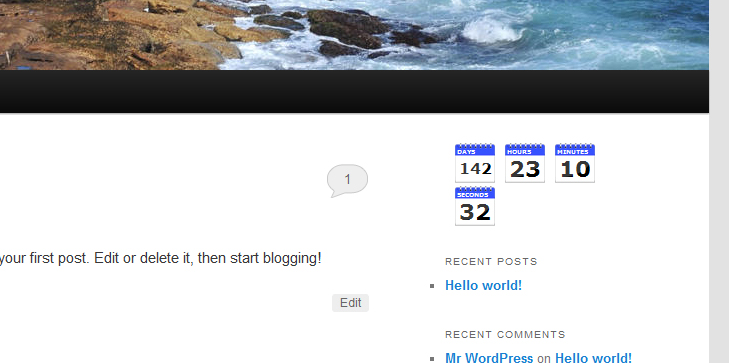 DAYS HOURS MINUTES
142 23 10
SECONDS
32
1
your first post. Edit or delete it, then start blogging!
Edit
RECENT POSTS
Hello world!
RECENT COMMENTS
Mr WordPress on Hello world!